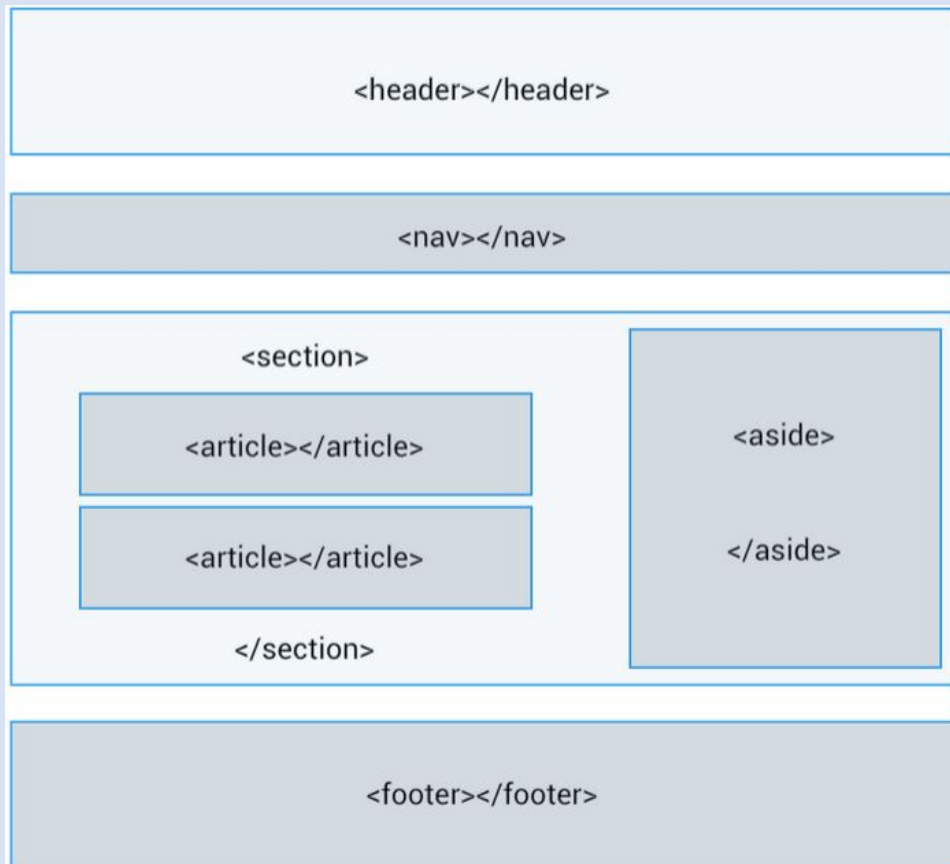 <header></header>
<nav></nav>
<section>
<article></article>
<article></article>
</section>
<aside>
</aside>
<footer></footer>